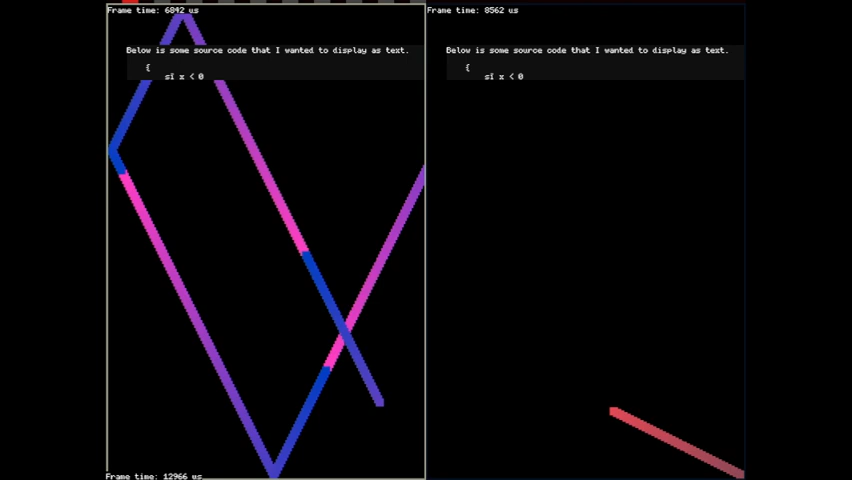 Frame time: 6842 us
Below is some source code that I wanted to display as text.
{
si x < 0
Frame time: 12966 us
Frame time: 8562 us
Below is some source code that I wanted to display as text.
{
si x < 0